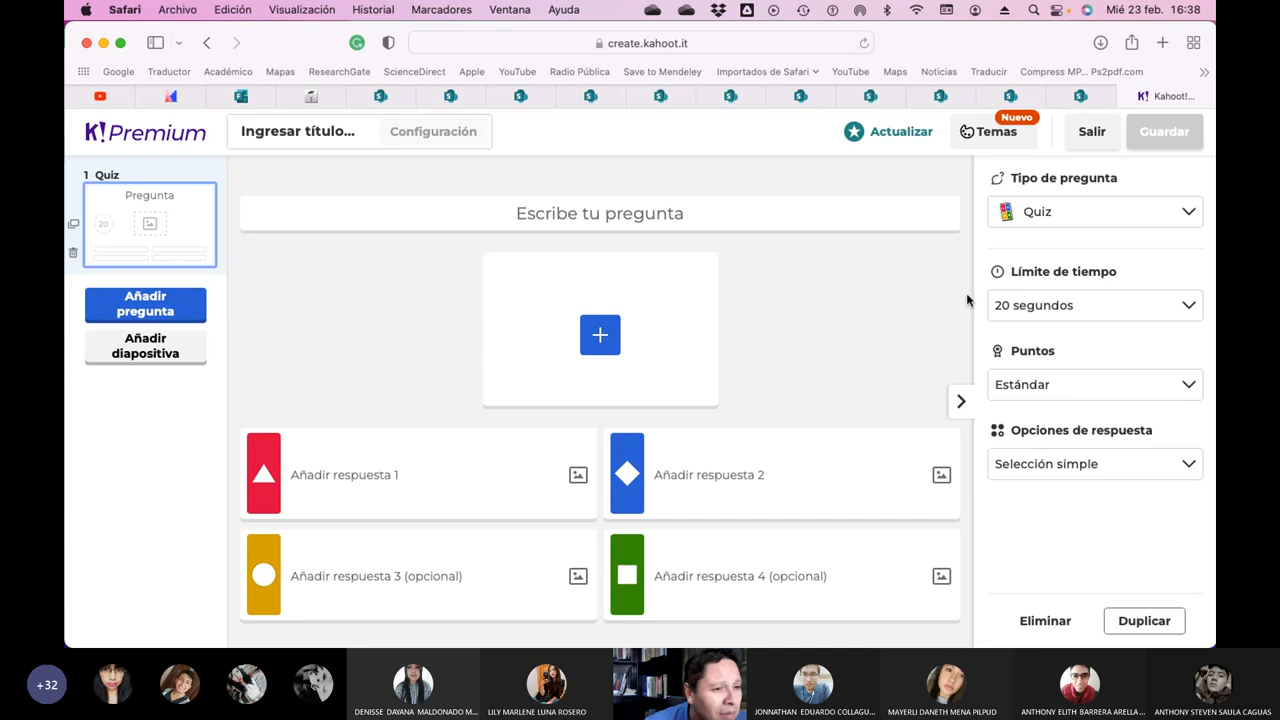 Safari Archivo Edición Visualización Historial Marcadores Ventana Ayuda Mié 23 feb. 16:38
create.kahoot.it
Google Traductor Académico Mapas ResearchGate ScienceDirect Apple YouTube Radio Pública Save to Mendeley Importados de Safari YouTube Maps Noticias Traducir Compress MP... Ps2pdf.com
K! Kahoot!...
K! Premium Ingresar título... Configuración Actualizar Nuevo Temas Salir Guardar
1 Quiz
Pregunta
20
Añadir
pregunta
Añadir
diapositiva
Escribe tu pregunta
Añadir respuesta 1
Añadir respuesta 2
Añadir respuesta 3 (opcional)
Añadir respuesta 4 (opcional)
Tipo de pregunta
Quiz
Límite de tiempo
20 segundos
Puntos
Estándar
Opciones de respuesta
Selección simple
Eliminar Duplicar
+32
DENISSE DAYANA MALDONADO M... LILY MARLENE LUNA ROSERO JONNATHAN EDUARDO COLLAGU... MAYERLI DANETH MENA PILPUD ANTHONY ELITH BARRERA ARELLA... ANTHONY STEVEN SAULA CAGUAS